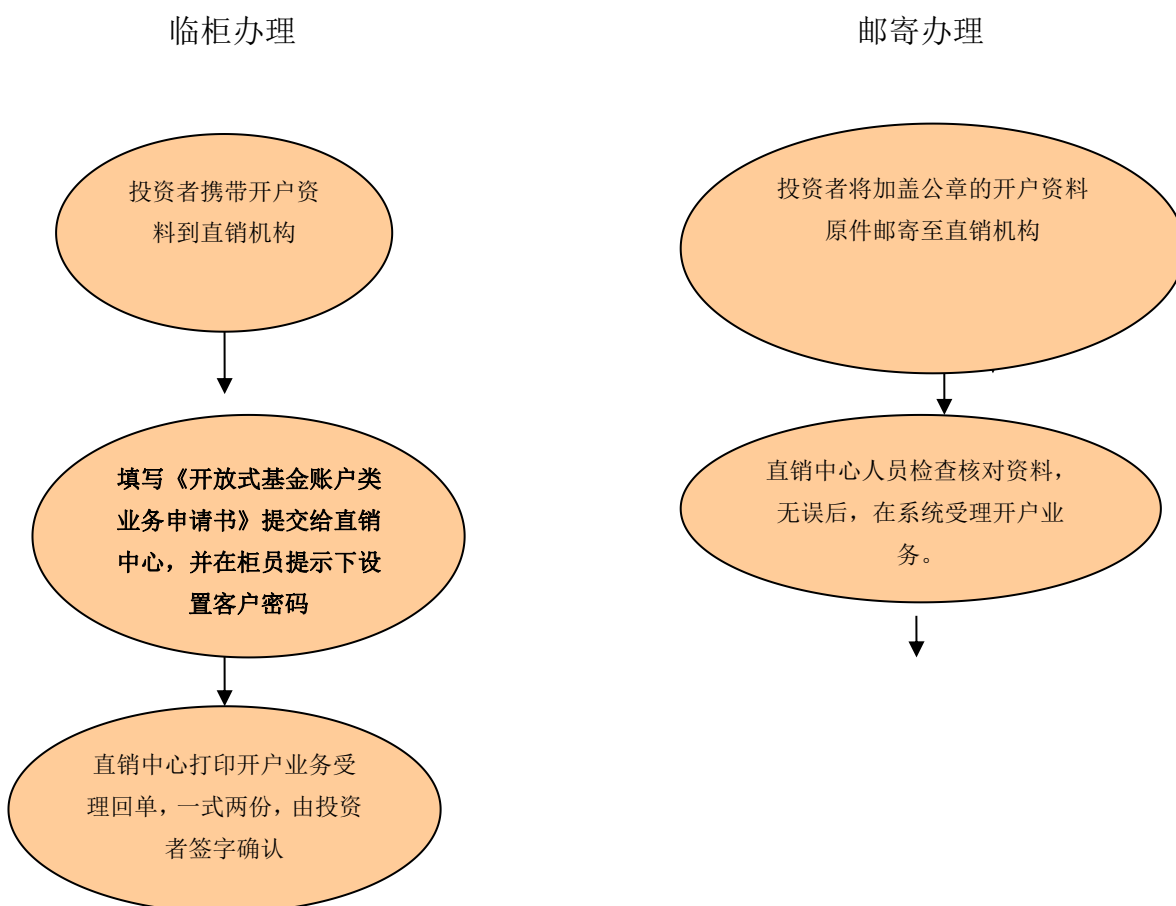 临柜办理
投资者携带开户资
料到直销机构
填写《开放式基金账户类
业务申请书》提交给直销
中心，并在柜员提示下设
置客户密码
直销中心打印开户业务受
理回单，一式两份，由投资
者签字确认
邮寄办理
投资者将加盖公章的开户资料
原件邮寄至直销机构
直销中心人员检查核对资料，
无误后，在系统受理开户业
务。